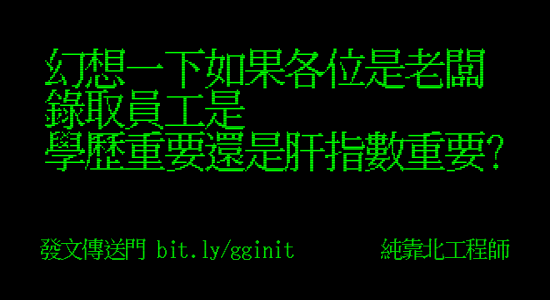 幻想一下如果各位是老闆
錄取員工是
學歷重要還是肝指數重要?
發文傳送門 bit.ly/gginit
純靠北工程師